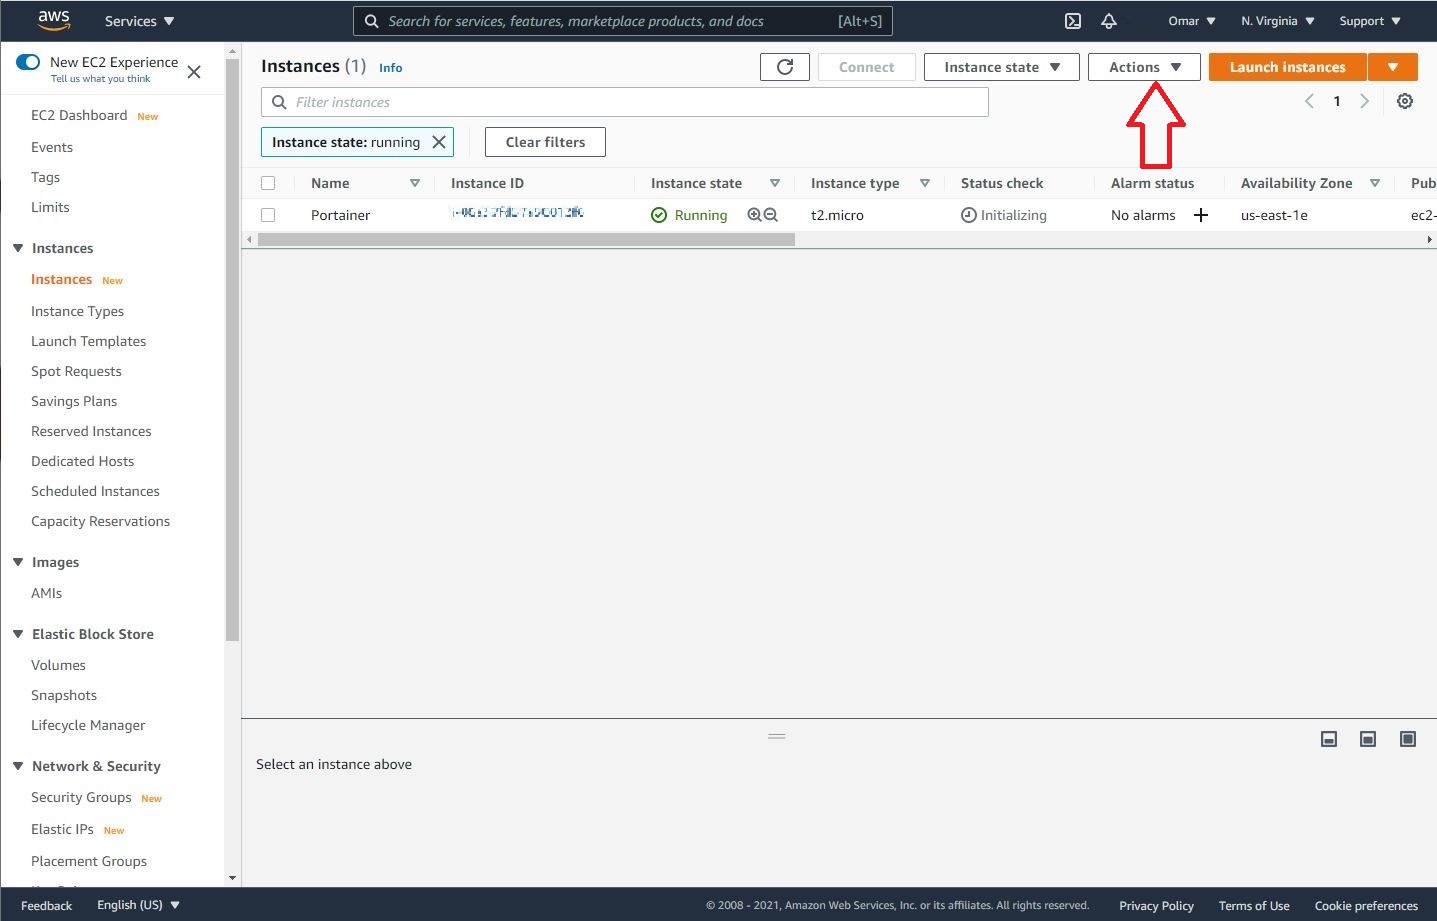 aws
Services
Search for services, features, marketplace products, and docs [Alt+S]
Omar
N. Virginia
Support
New EC2 Experience
Tell us what you think
EC2 Dashboard New
Events
Tags
Limits
Instances
Instances New
Instance Types
Launch Templates
Spot Requests
Savings Plans
Reserved Instances
Dedicated Hosts
Scheduled Instances
Capacity Reservations
Images
AMIs
Elastic Block Store
Volumes
Snapshots
Lifecycle Manager
Network & Security
Security Groups New
Elastic IPs New
Placement Groups
Instances (1) Info
Connect
Instance state
Actions
Launch instances
Filter instances
1
Instance state: running
Clear filters
Name Instance ID Instance state Instance type Status check Alarm status Availability Zone Pub
Portainer Running t2.micro Initializing No alarms us-east-1e ec2-
Select an instance above
Feedback English (US) © 2008 - 2021, Amazon Web Services, Inc. or its affiliates. All rights reserved. Privacy Policy Terms of Use Cookie preferences